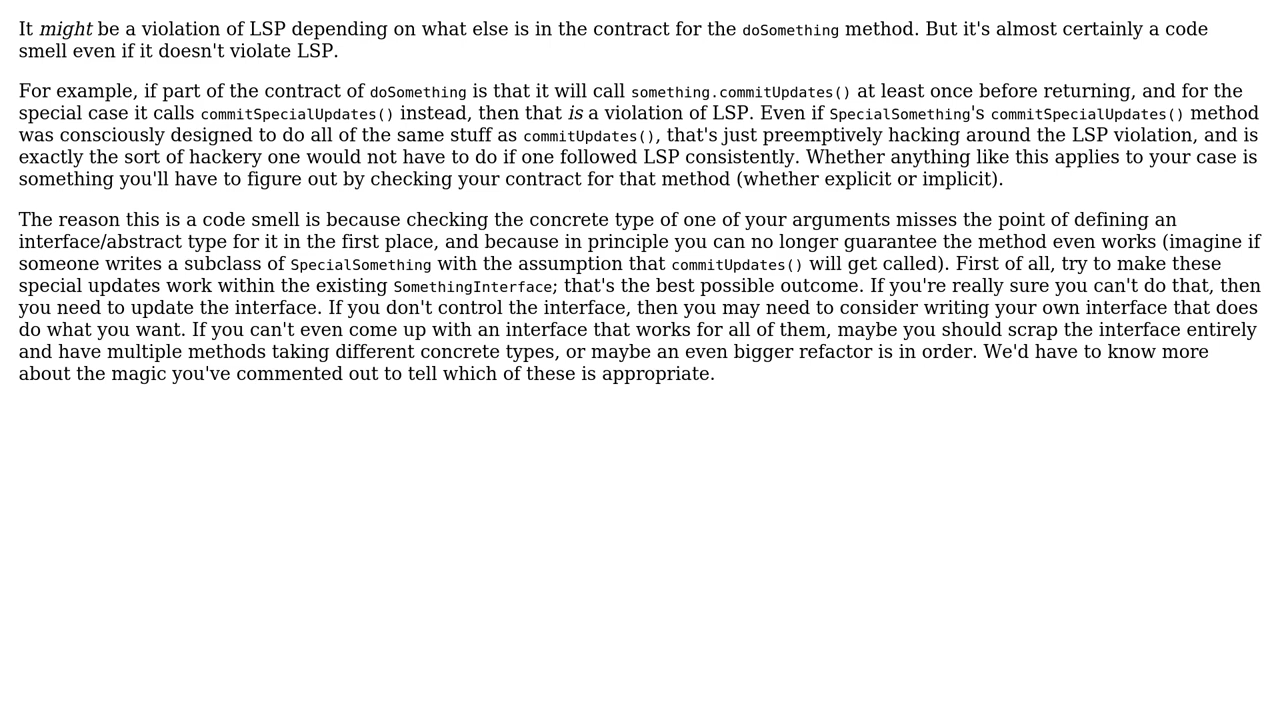 It might be a violation of LSP depending on what else is in the contract for the doSomething method. But it's almost certainly a code
smell even if it doesn't violate LSP.
For example, if part of the contract of doSomething is that it will call something.commitUpdates() at least once before returning, and for the
special case it calls commitSpecialUpdates() instead, then that is a violation of LSP. Even if SpecialSomething's commitSpecialUpdates() method
was consciously designed to do all of the same stuff as commitUpdates(), that's just preemptively hacking around the LSP violation, and is
exactly the sort of hackery one would not have to do if one followed LSP consistently. Whether anything like this applies to your case is
something you'll have to figure out by checking your contract for that method (whether explicit or implicit).
The reason this is a code smell is because checking the concrete type of one of your arguments misses the point of defining an
interface/abstract type for it in the first place, and because in principle you can no longer guarantee the method even works (imagine if
someone writes a subclass of SpecialSomething with the assumption that commitUpdates() will get called). First of all, try to make these
special updates work within the existing SomethingInterface; that's the best possible outcome. If you're really sure you can't do that, then
you need to update the interface. If you don't control the interface, then you may need to consider writing your own interface that does
do what you want. If you can't even come up with an interface that works for all of them, maybe you should scrap the interface entirely
and have multiple methods taking different concrete types, or maybe an even bigger refactor is in order. We'd have to know more
about the magic you've commented out to tell which of these is appropriate.